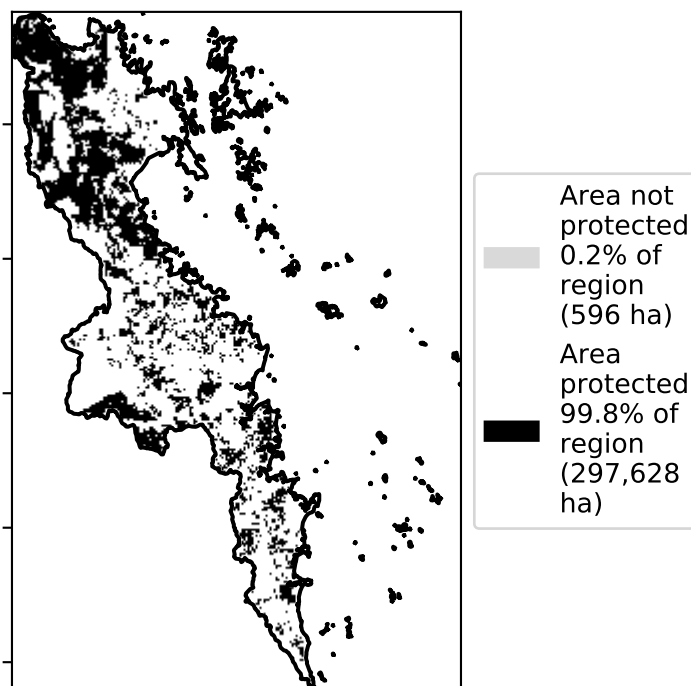 Area not
protected
0.2% of
region
(596 ha)
Area
protected
99.8% of
region
(297,628
ha)